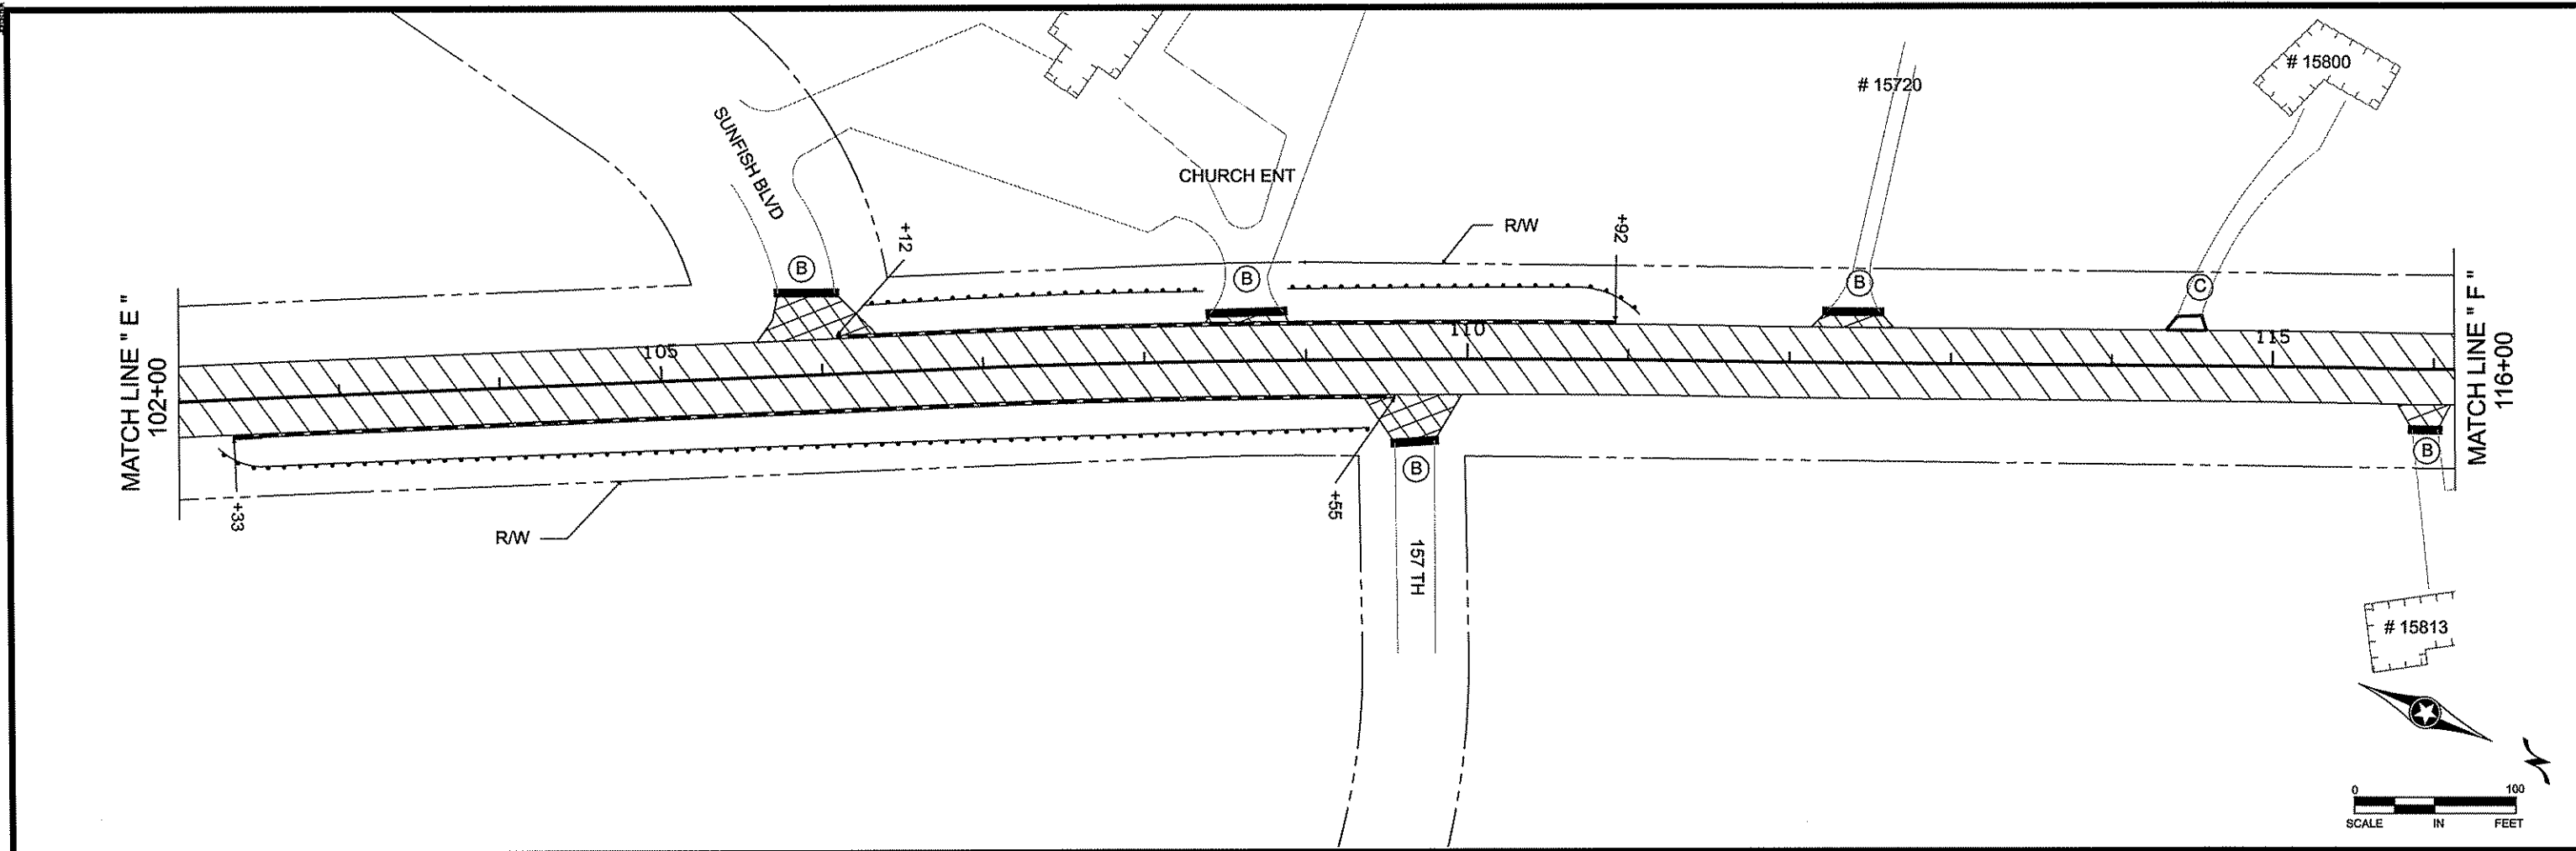 # 15800
# 15720
SUNFISH BLVD
CHURCH ENT
R/W
+12
+92
B
B
B
C
MATCH LINE " E "
102+00
105
110
115
MATCH LINE " F "
116+00
B
B
+33
+55
R/W
157 TH
# 15813
N
0 100
SCALE IN FEET